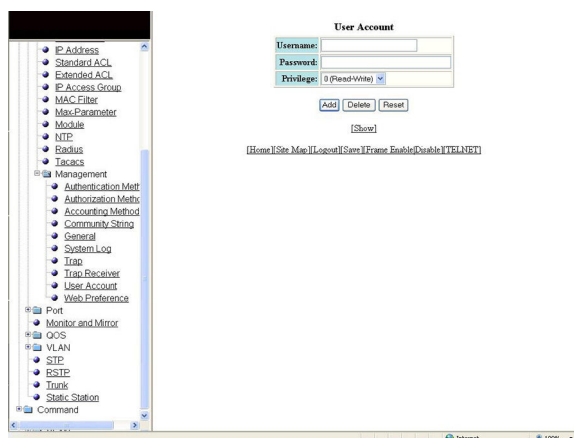 IP Address
Standard ACL
Extended ACL
IP Access Group
MAC Filter
Max-Parameter
Module
NTP
Radius
Tacacs
Management
Authentication Meth
Authorization Metho
Accounting Method
Community String
General
System Log
Trap
Trap Receiver
User Account
Web Preference
Port
Monitor and Mirror
QOS
VLAN
STP
RSTP
Trunk
Static Station
Command
User Account
Username:
Password:
Privilege: 0 (Read-Write)
Add Delete Reset
[Show]
[Home][Site Map][Logout][Save][Frame Enable|Disable][TELNET]
Internet
100%